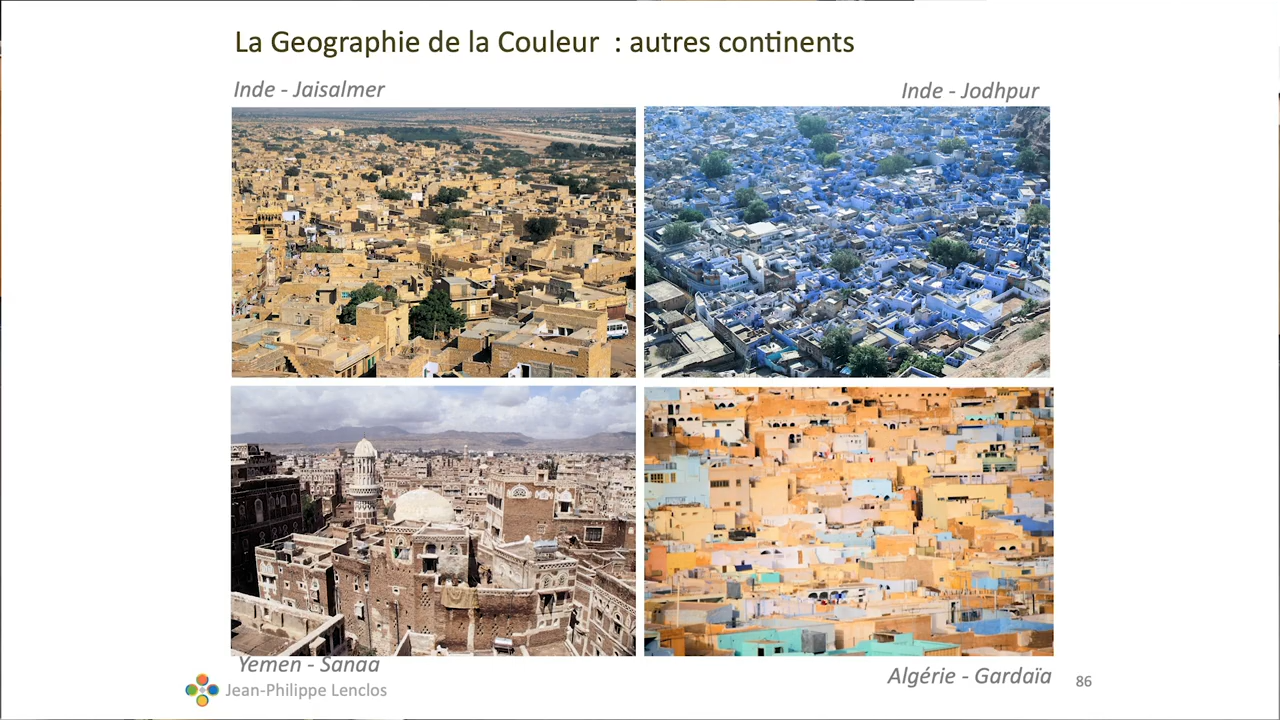 La Geographie de la Couleur : autres continents
Inde - Jaisalmer
Inde - Jodhpur
Yemen - Sanaa
Algérie - Gardaïa
Jean-Philippe Lenclos
86